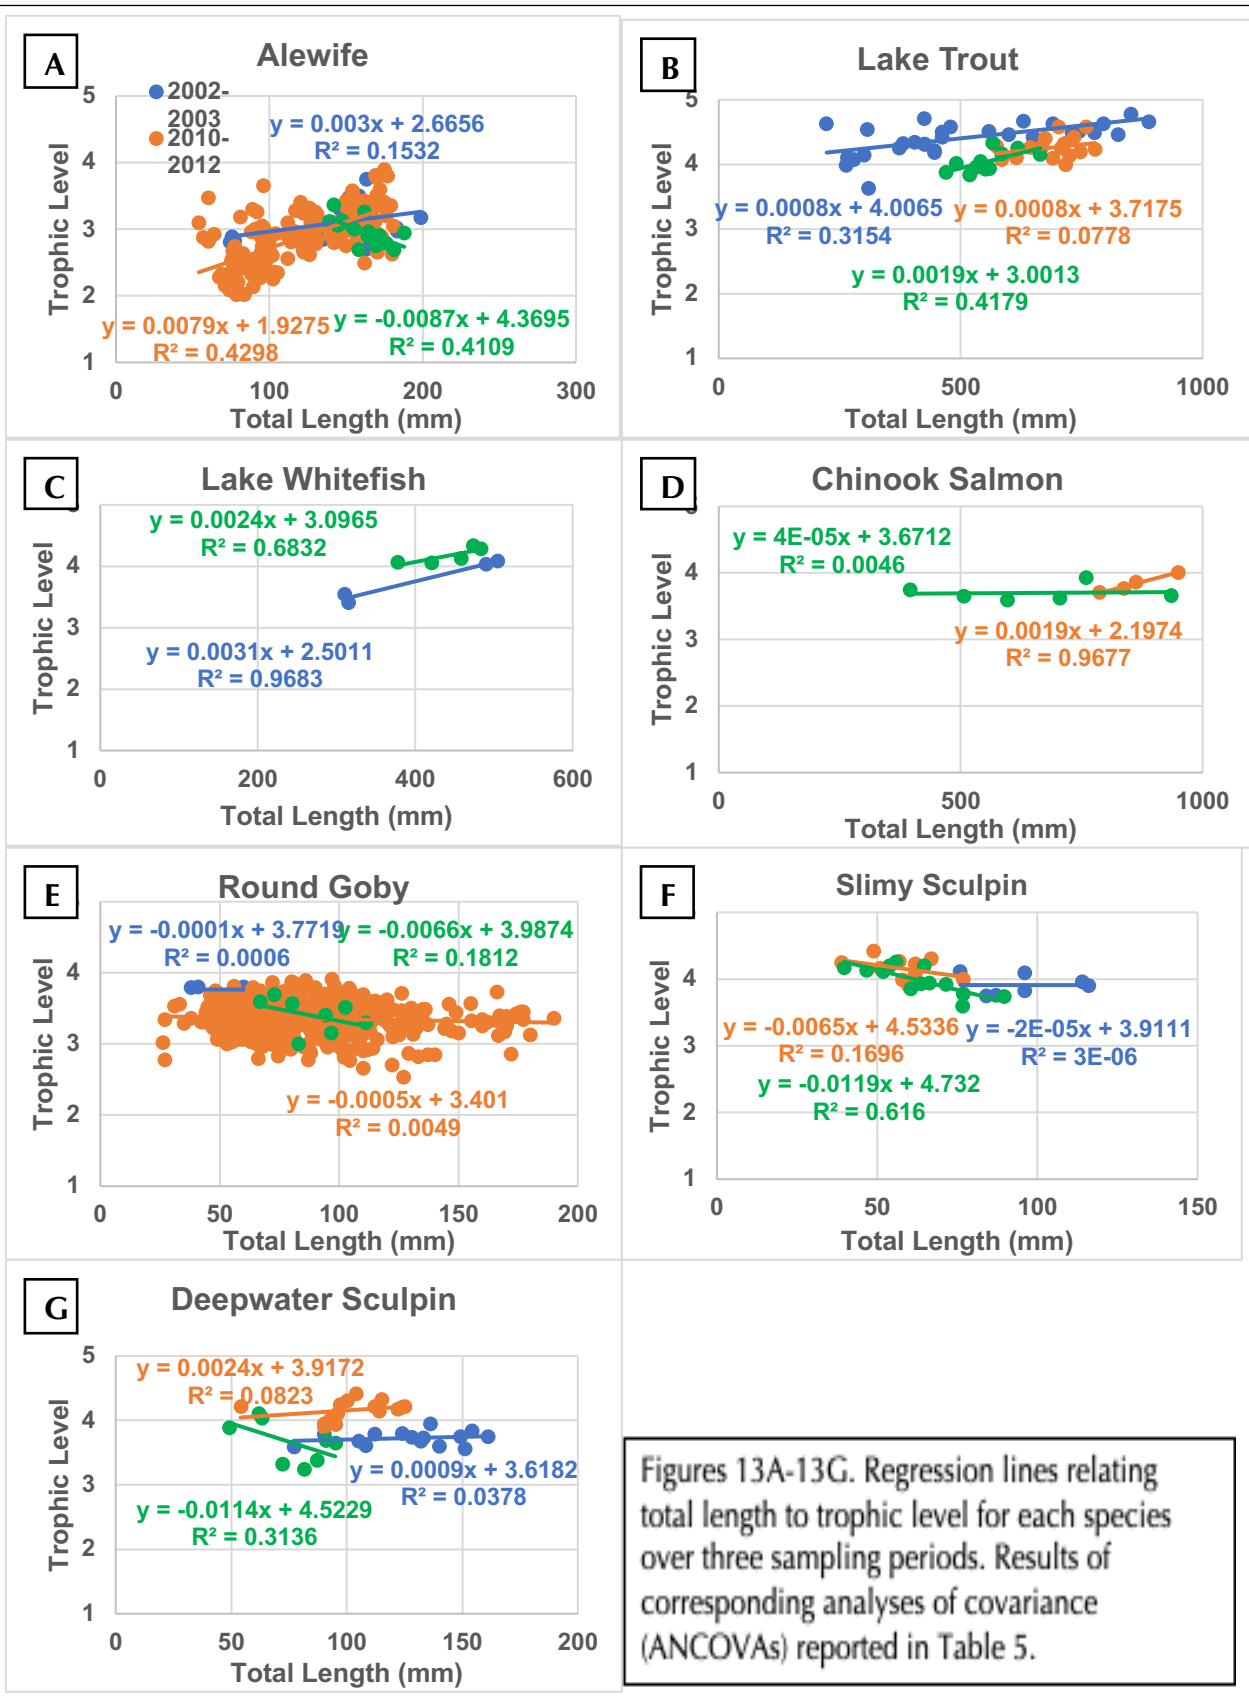 A
Alewife
2002-
2003
2010-
2012
y = 0.003x + 2.6656
R² = 0.1532
y = 0.0079x + 1.9275
R² = 0.4298
y = -0.0087x + 4.3695
R² = 0.4109
5
4
3
2
1
Trophic Level
0 100 200 300
Total Length (mm)
B
Lake Trout
y = 0.0008x + 4.0065
R² = 0.3154
y = 0.0008x + 3.7175
R² = 0.0778
y = 0.0019x + 3.0013
R² = 0.4179
5
4
3
2
1
Trophic Level
0 500 1000
Total Length (mm)
C
Lake Whitefish
y = 0.0024x + 3.0965
R² = 0.6832
y = 0.0031x + 2.5011
R² = 0.9683
4
3
2
1
Trophic Level
0 200 400 600
Total Length (mm)
D
Chinook Salmon
y = 4E-05x + 3.6712
R² = 0.0046
y = 0.0019x + 2.1974
R² = 0.9677
4
3
2
1
Trophic Level
0 500 1000
Total Length (mm)
E
Round Goby
y = -0.0001x + 3.7719
R² = 0.0006
y = -0.0066x + 3.9874
R² = 0.1812
y = -0.0005x + 3.401
R² = 0.0049
4
3
2
1
Trophic Level
0 50 100 150 200
Total Length (mm)
F
Slimy Sculpin
y = -0.0065x + 4.5336
R² = 0.1696
y = -2E-05x + 3.9111
R² = 3E-06
y = -0.0119x + 4.732
R² = 0.616
4
3
2
1
Trophic Level
0 50 100 150
Total Length (mm)
G
Deepwater Sculpin
y = 0.0024x + 3.9172
R² = 0.0823
y = 0.0009x + 3.6182
R² = 0.0378
y = -0.0114x + 4.5229
R² = 0.3136
5
4
3
2
1
Trophic Level
0 50 100 150 200
Total Length (mm)
Figures 13A-13G. Regression lines relating
total length to trophic level for each species
over three sampling periods. Results of
corresponding analyses of covariance
(ANCOVAs) reported in Table 5.